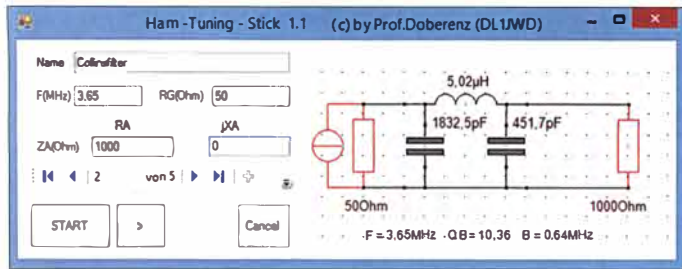 Ham -Tuning - Stick 1.1 (c) by Prof.Doberenz (DL1JWD)
Name Collinsfilter
F(MHz) 3.65 RG(Ohm) 50
RA jXA
ZA(Ohm) 1000 0
2 von 5
START > Cancel
5,02µH
1832,5pF 451,7pF
50Ohm 1000Ohm
F = 3,65MHz QB = 10,36 B = 0.64MHz